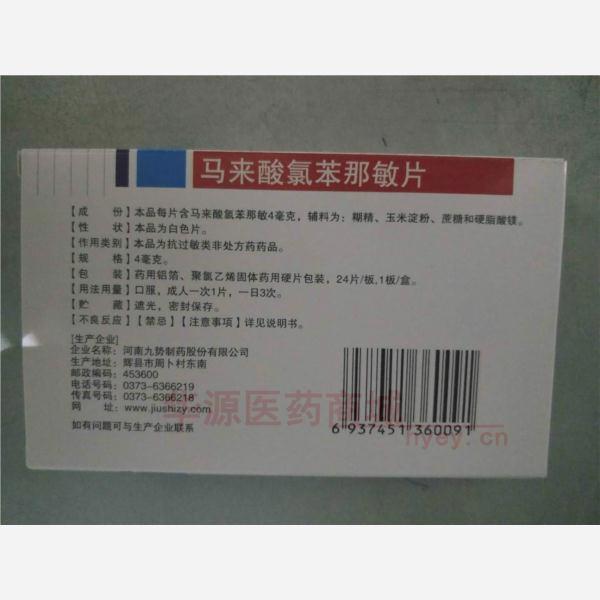 马来酸氯苯那敏片
【成　份】本品每片含马来酸氯苯那敏4毫克，辅料为：糊精、玉米淀粉、蔗糖和硬脂酸镁。
【性　状】本品为白色片。
【作用类别】本品为抗过敏类非处方药药品。
【规　格】4毫克。
【包　装】药用铝箔、聚氯乙烯固体药用硬片包装，24片/板,1板/盒。
【用法用量】口服，成人一次1片，一日3次。
【贮　藏】遮光，密封保存。
【不良反应】【禁忌】【注意事项】详见说明书。
[生产企业]
企业名称：河南九势制药股份有限公司
生产地址：辉县市周卜村东南
邮政编码：453600
电话号码：0373-6366219
传真号码：0373-6366218
网　址：www.jiushizy.com
如有问题可与生产企业联系
6 937451 360091
华源医药商城
hyey.cn